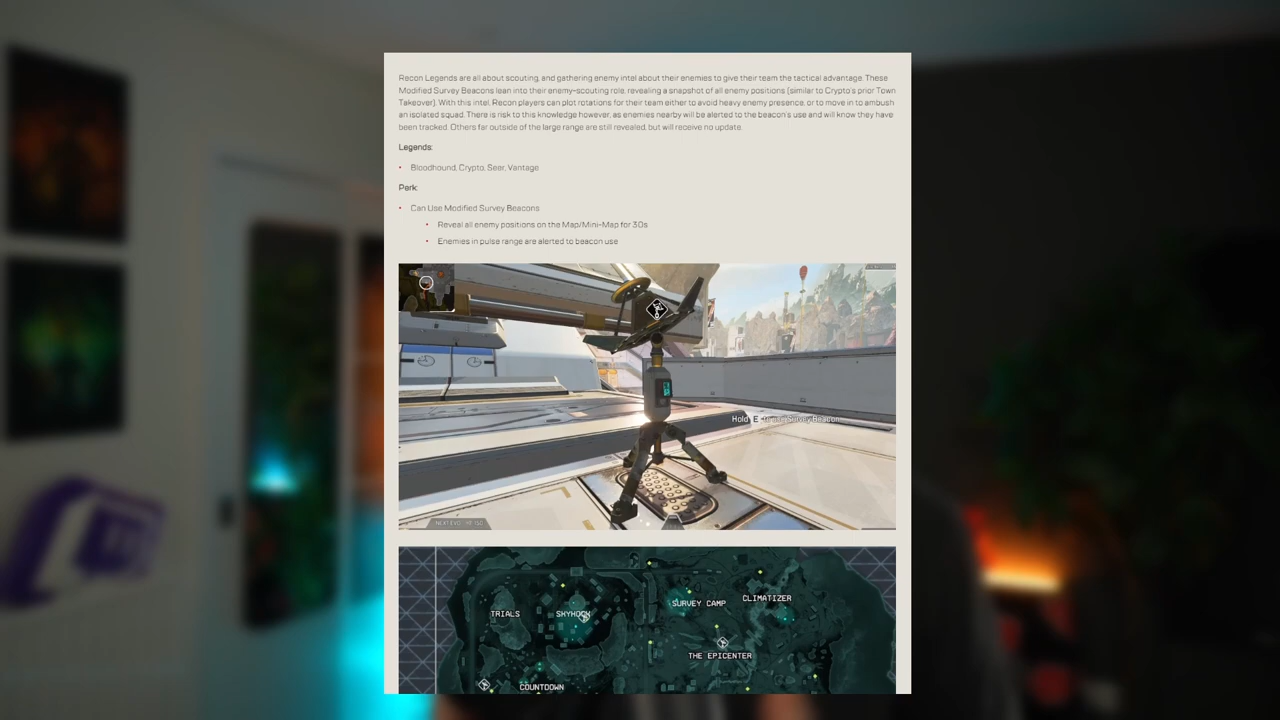 Recon Legends are all about scouting, and gathering enemy intel about their enemies to give their team the tactical advantage. These
Modified Survey Beacons lean into their enemy-scouting role, revealing a snapshot of all enemy positions (similar to Crypto's prior Town
Takeover). With this intel, Recon players can plot rotations for their team either to avoid heavy enemy presence, or to move in to ambush
an isolated squad. There is risk to this knowledge however, as enemies nearby will be alerted to the beacon's use and will know they have
been tracked. Others far outside of the large range are still revealed, but will receive no update.
Legends:
• Bloodhound, Crypto, Seer, Vantage
Perk:
• Can Use Modified Survey Beacons
• Reveal all enemy positions on the Map/Mini-Map for 30s
• Enemies in pulse range are alerted to beacon use
Hold E to use Survey Beacon
NEXT EVO:
TRIALS
SKYHOOK
SURVEY CAMP
CLIMATIZER
THE EPICENTER
COUNTDOWN